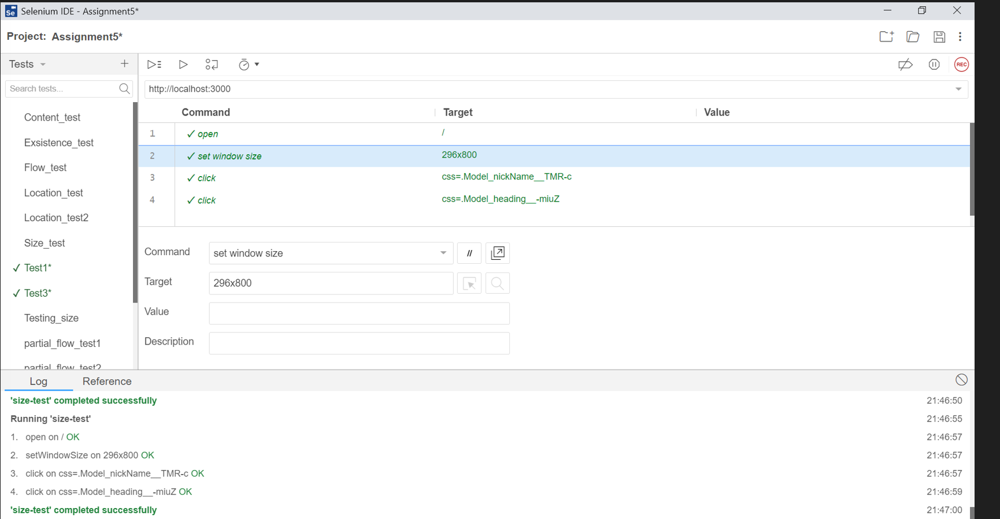 Selenium IDE - Assignment5*
Project: Assignment5*
Tests
REC
Search tests...
http://localhost:3000
Content_test
Exsistence_test
Flow_test
Location_test
Location_test2
Size_test
✓ Test1*
✓ Test3*
Testing_size
partial_flow_test1
partial_flow_test2
Command Target Value
1 ✓ open /
2 ✓ set window size 296x800
3 ✓ click css=.Model_nickName__TMR-c
4 ✓ click css=.Model_heading__-miuZ
Command set window size //
Target 296x800
Value
Description
Log Reference
'size-test' completed successfully 21:46:50
Running 'size-test' 21:46:55
1. open on / OK 21:46:57
2. setWindowSize on 296x800 OK 21:46:57
3. click on css=.Model_nickName__TMR-c OK 21:46:57
4. click on css=.Model_heading__-miuZ OK 21:46:59
'size-test' completed successfully 21:47:00